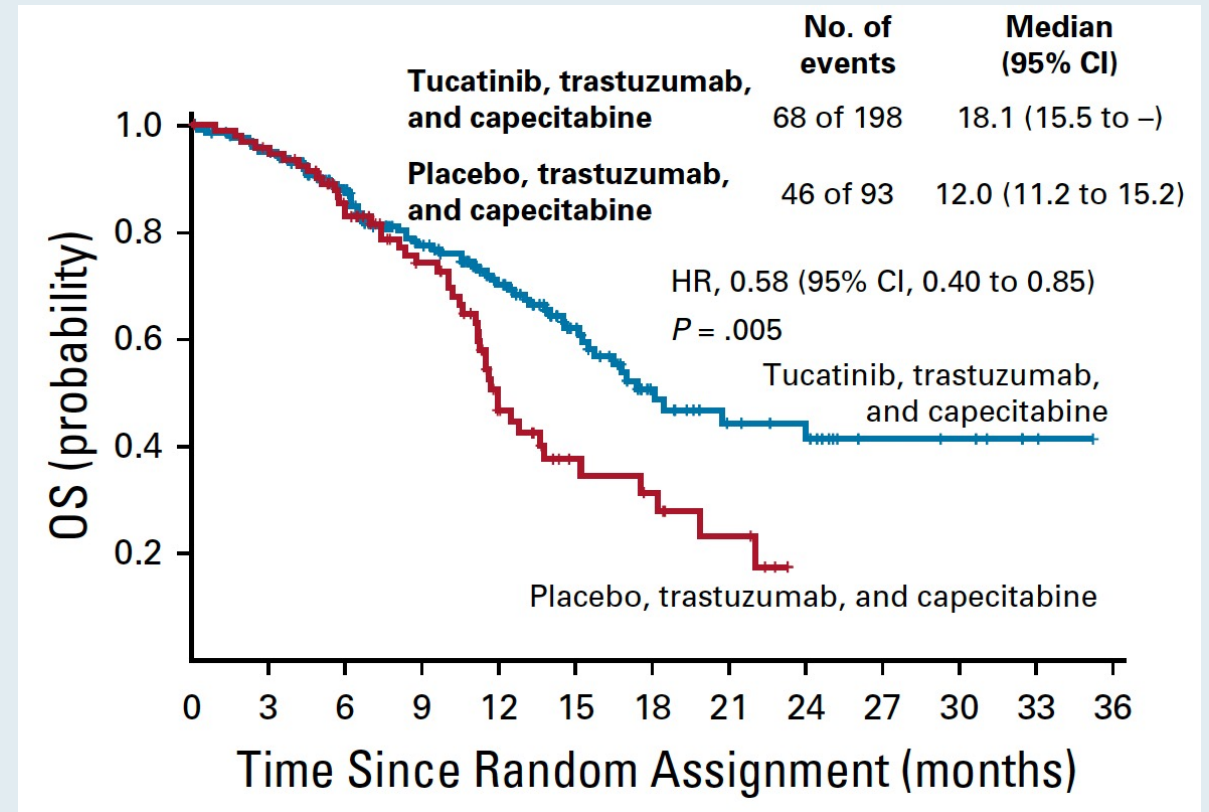 No. of events
Median (95% CI)
Tucatinib, trastuzumab,
and capecitabine
68 of 198
18.1 (15.5 to –)
Placebo, trastuzumab,
and capecitabine
46 of 93
12.0 (11.2 to 15.2)
HR, 0.58 (95% CI, 0.40 to 0.85)
P = .005
Tucatinib, trastuzumab,
and capecitabine
Placebo, trastuzumab, and capecitabine
OS (probability)
1.0
0.8
0.6
0.4
0.2
0 3 6 9 12 15 18 21 24 27 30 33 36
Time Since Random Assignment (months)